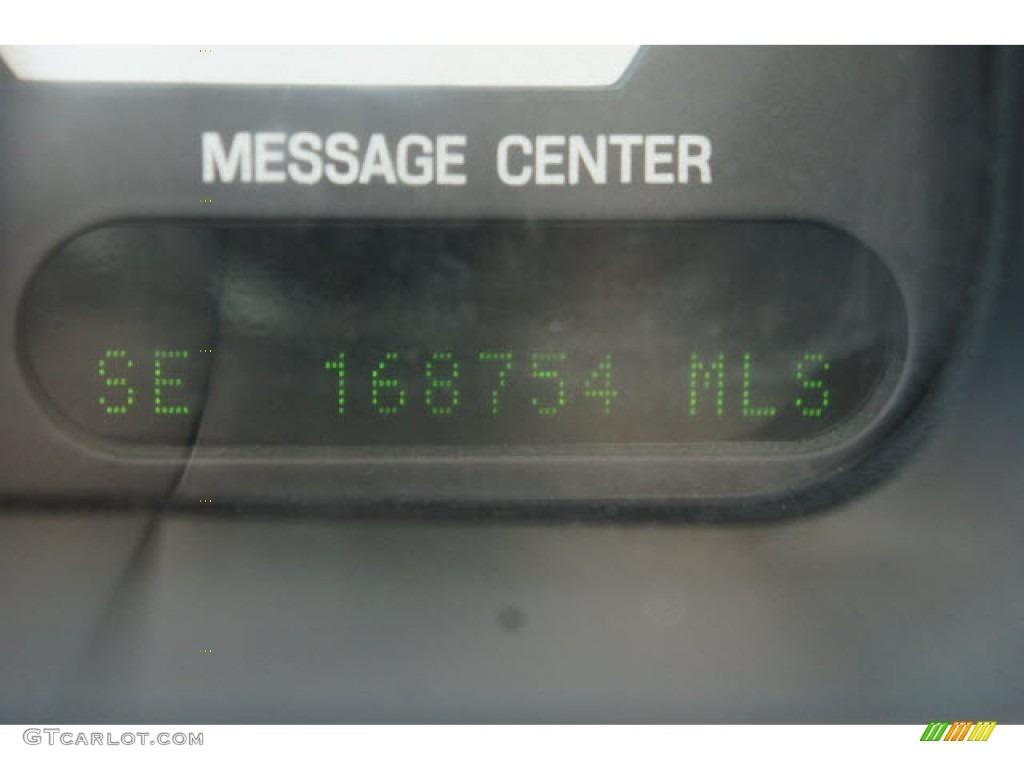 MESSAGE CENTER
SE 168754 MLS
GTCARLOT.COM